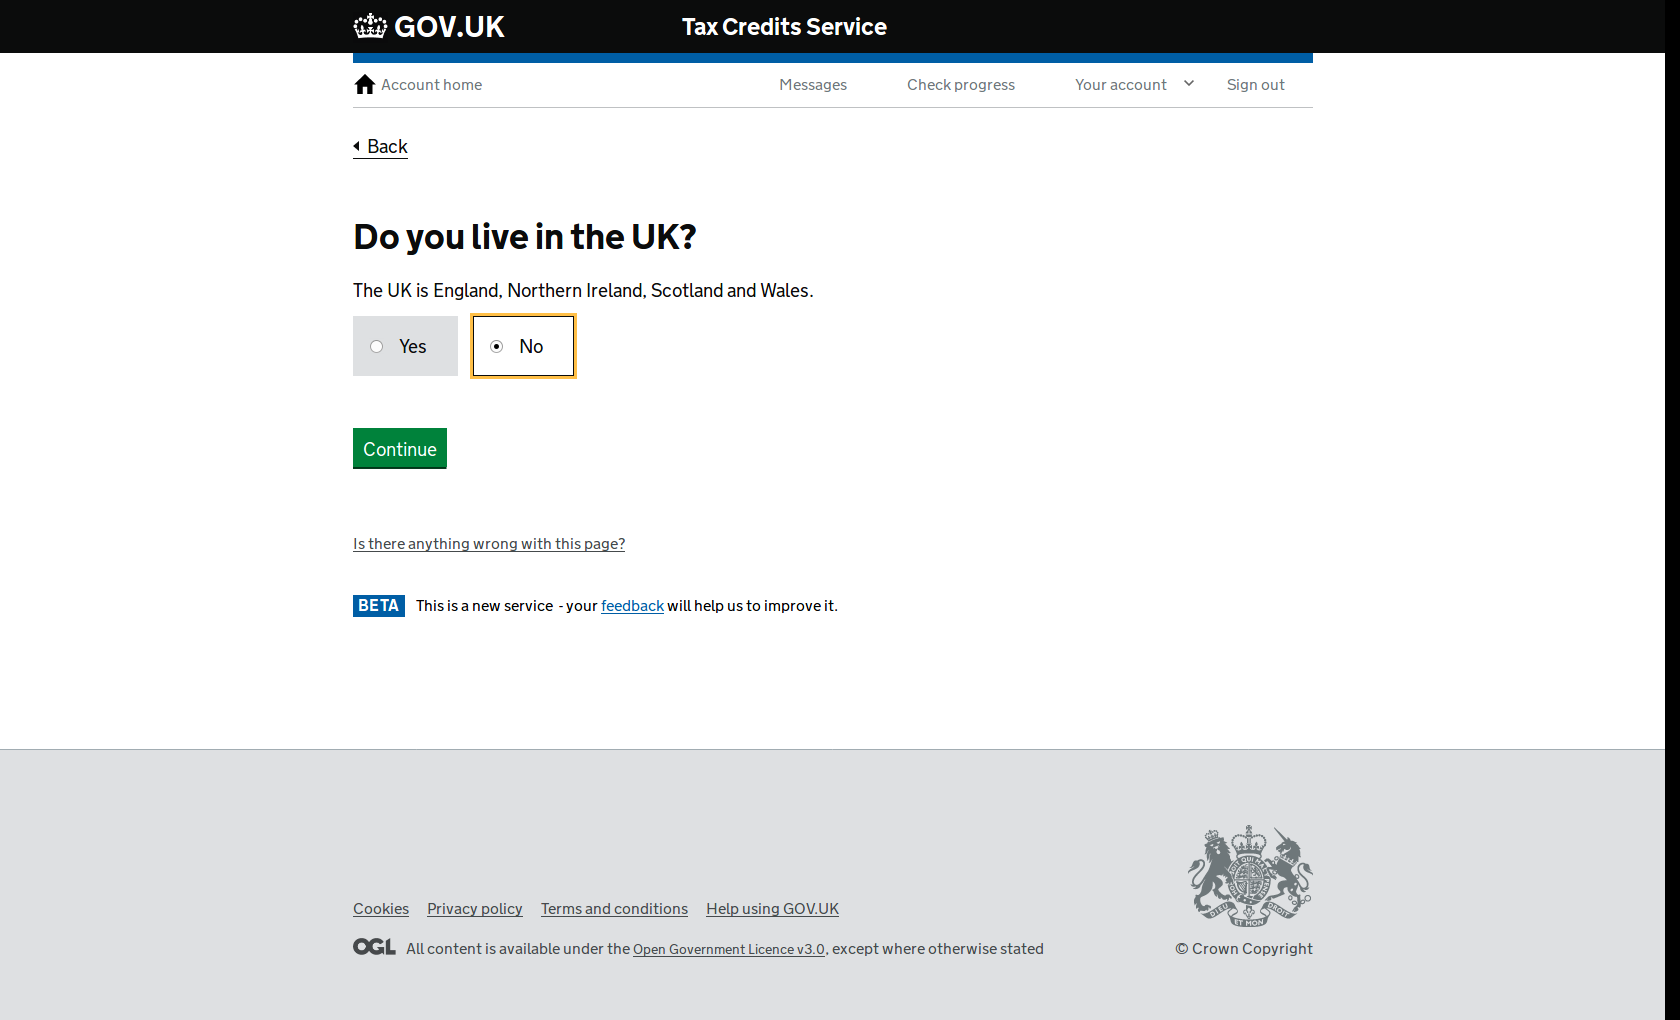 GOV.UK
Tax Credits Service
Account home
Messages
Check progress
Your account
Sign out
Back
Do you live in the UK?
The UK is England, Northern Ireland, Scotland and Wales.
Yes
No
Continue
Is there anything wrong with this page?
BETA This is a new service - your feedback will help us to improve it.
Cookies Privacy policy Terms and conditions Help using GOV.UK
OGL All content is available under the Open Government Licence v3.0, except where otherwise stated
© Crown Copyright